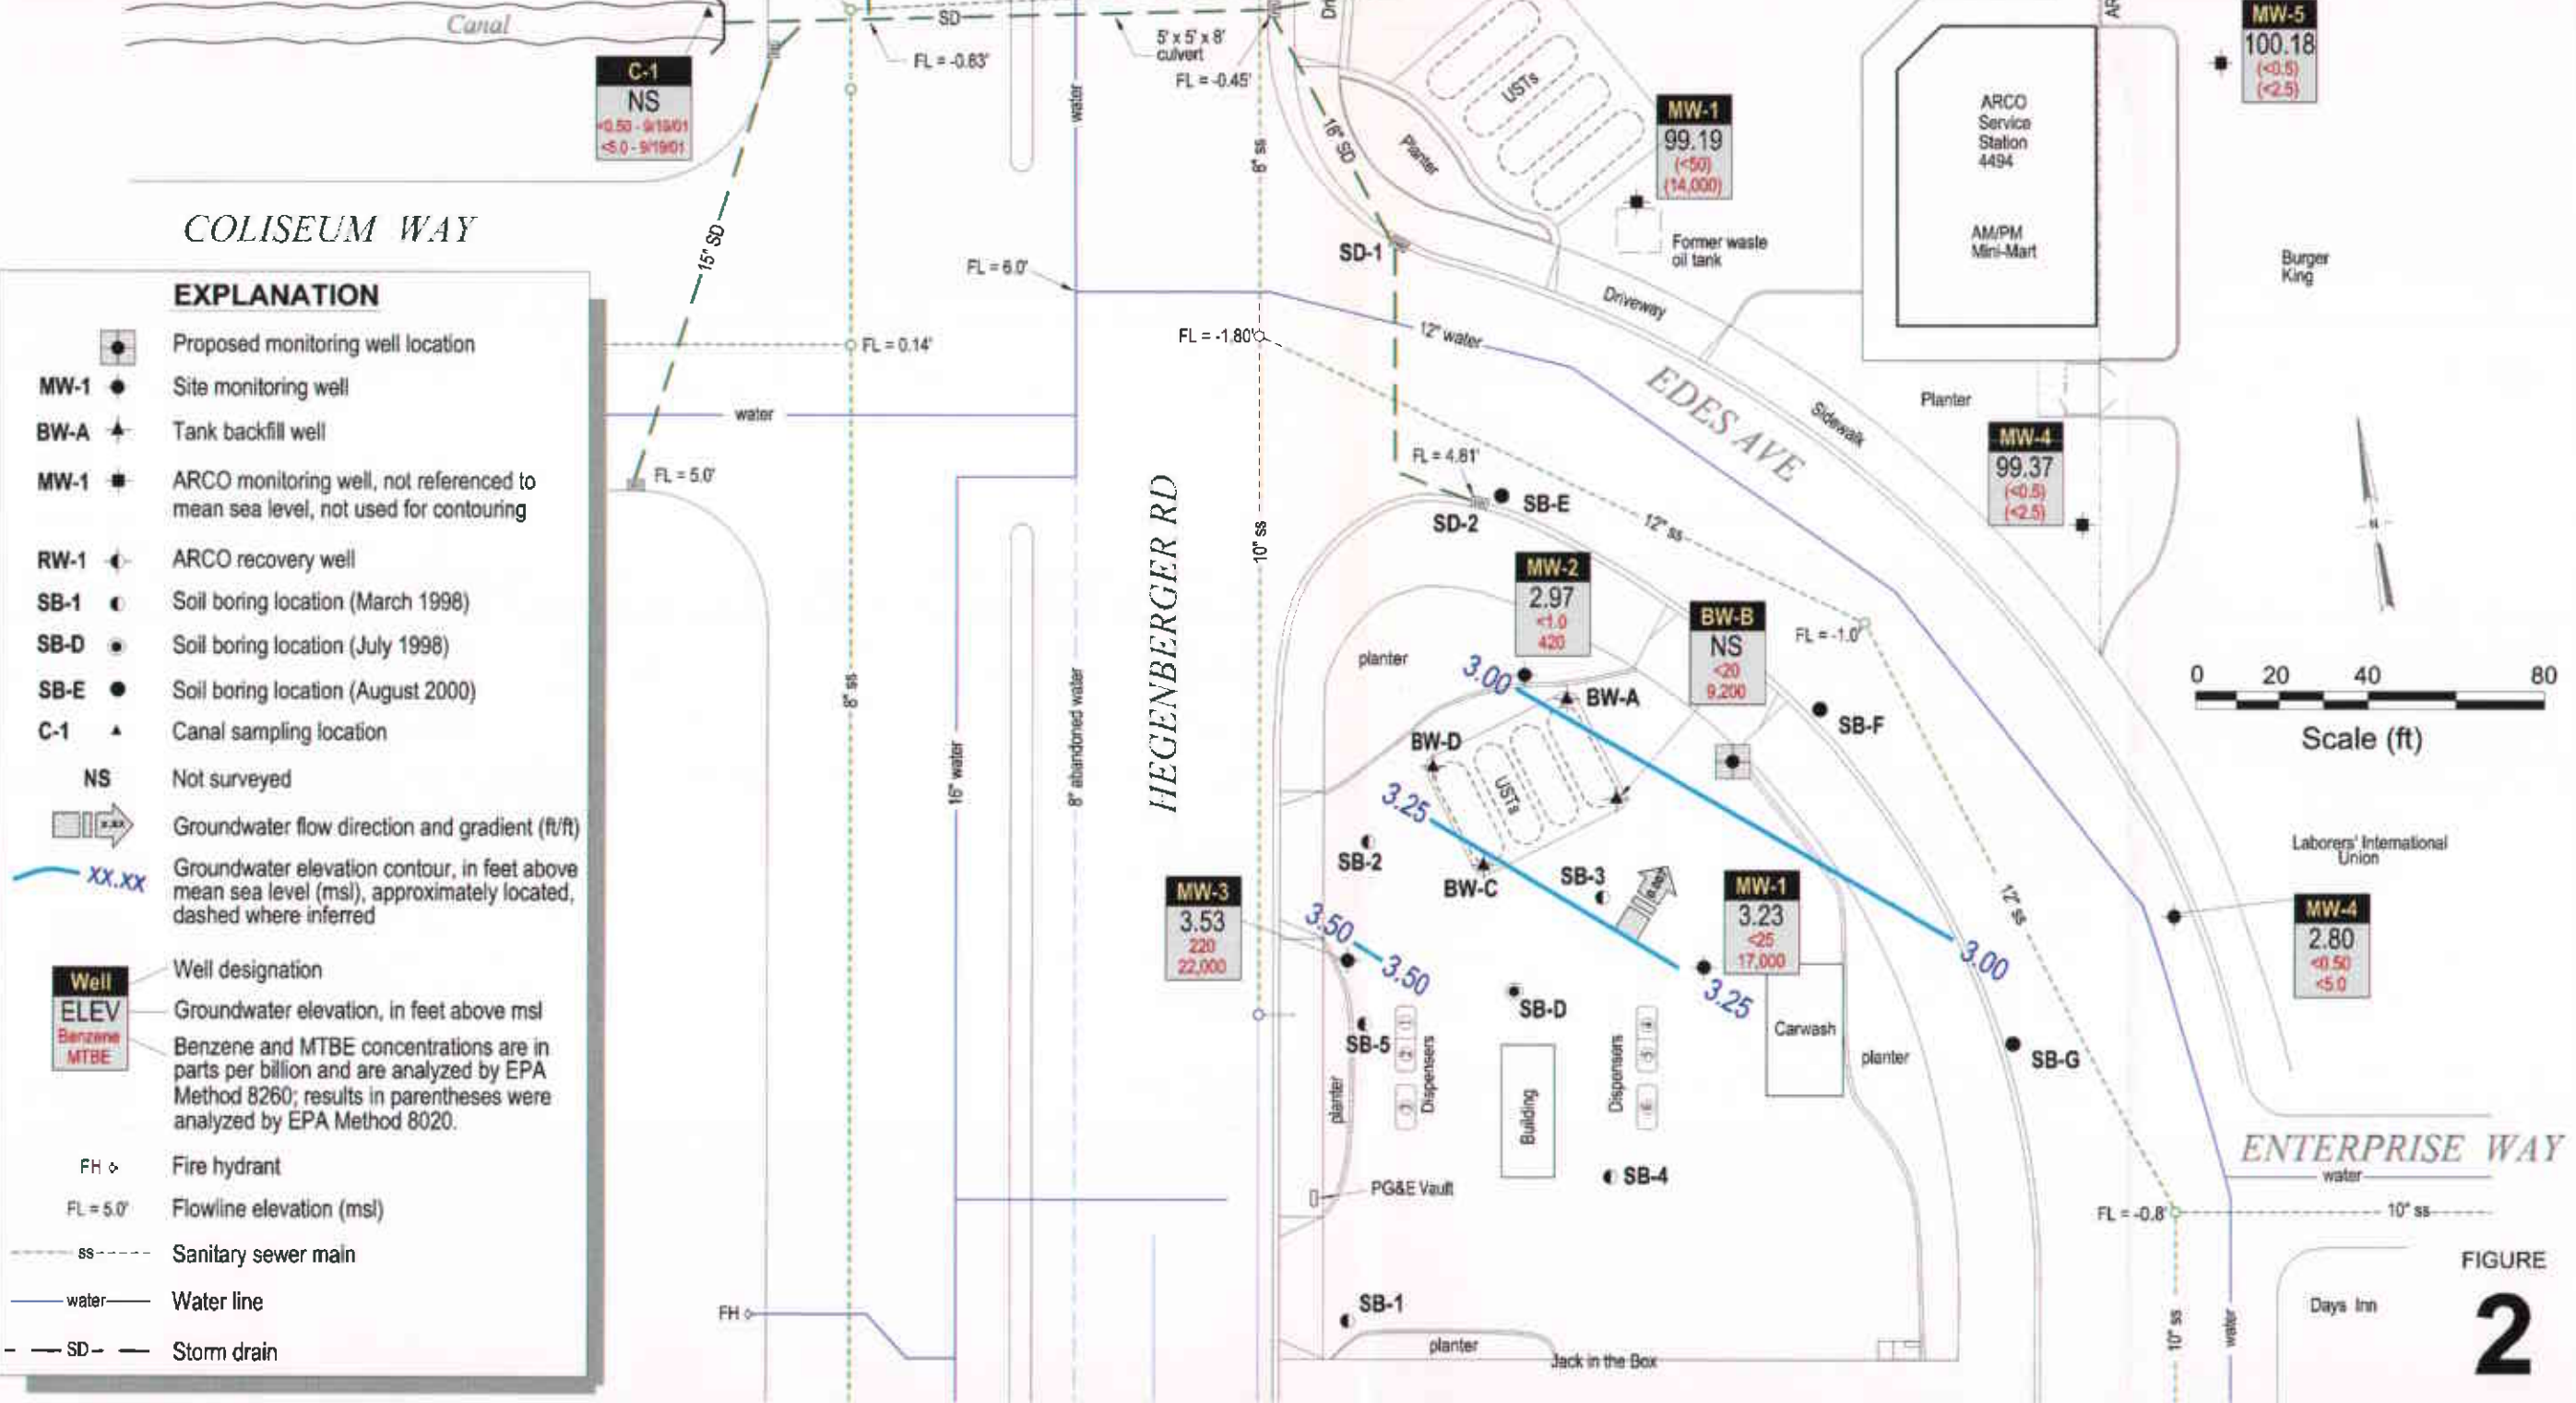 Canal
SD
5' x 5' x 8'
culvert
FL = -0.83'
FL = -0.45'
C-1
NS
<0.50 - 9/19/01
<5.0 - 9/19/01
water
8" ss
16" SD
Planter
USTs
MW-1
99.19
(<50)
(14,000)
Former waste
oil tank
ARCO
Service
Station
4494
AM/PM
Mini-Mart
MW-5
100.18
(<0.5)
(<2.5)
Burger
King
COLISEUM WAY
15" SD
SD-1
FL = 6.0'
FL = -1.80'
FL = 0.14'
12" water
Driveway
EDES AVE
Sidewalk
Planter
MW-4
99.37
(<0.5)
(<2.5)
water
FL = 5.0'
FL = 4.81'
SB-E
SD-2
12" ss
10" ss
HEGENBERGER RD
EXPLANATION
Proposed monitoring well location
MW-1 Site monitoring well
BW-A Tank backfill well
MW-1 ARCO monitoring well, not referenced to
mean sea level, not used for contouring
RW-1 ARCO recovery well
SB-1 Soil boring location (March 1998)
SB-D Soil boring location (July 1998)
SB-E Soil boring location (August 2000)
C-1 Canal sampling location
NS Not surveyed
x.xx Groundwater flow direction and gradient (ft/ft)
XX.XX Groundwater elevation contour, in feet above
mean sea level (msl), approximately located,
dashed where inferred
Well Well designation
ELEV Groundwater elevation, in feet above msl
Benzene
MTBE
Benzene and MTBE concentrations are in
parts per billion and are analyzed by EPA
Method 8260; results in parentheses were
analyzed by EPA Method 8020.
FH Fire hydrant
FL = 5.0' Flowline elevation (msl)
ss Sanitary sewer main
water Water line
SD Storm drain
8" ss
16" water
8" abandoned water
FH
MW-2
2.97
<1.0
420
BW-B
NS
<20
9,200
FL = -1.0'
planter
3.00
BW-A
SB-F
BW-D
USTs
3.25
SB-2
BW-C
SB-3
0.007
MW-1
3.23
<25
17,000
MW-3
3.53
220
22,000
3.50
3.50
3.25
3.00
12" ss
0 20 40 80
Scale (ft)
Laborers' International
Union
MW-4
2.80
<0.50
<5.0
SB-D
SB-5
Dispensers
Dispensers
Carwash
planter
SB-G
planter
Building
SB-4
PG&E Vault
SB-1
planter
Jack in the Box
ENTERPRISE WAY
water
FL = -0.8'
10" ss
10" ss
water
Days Inn
FIGURE
2